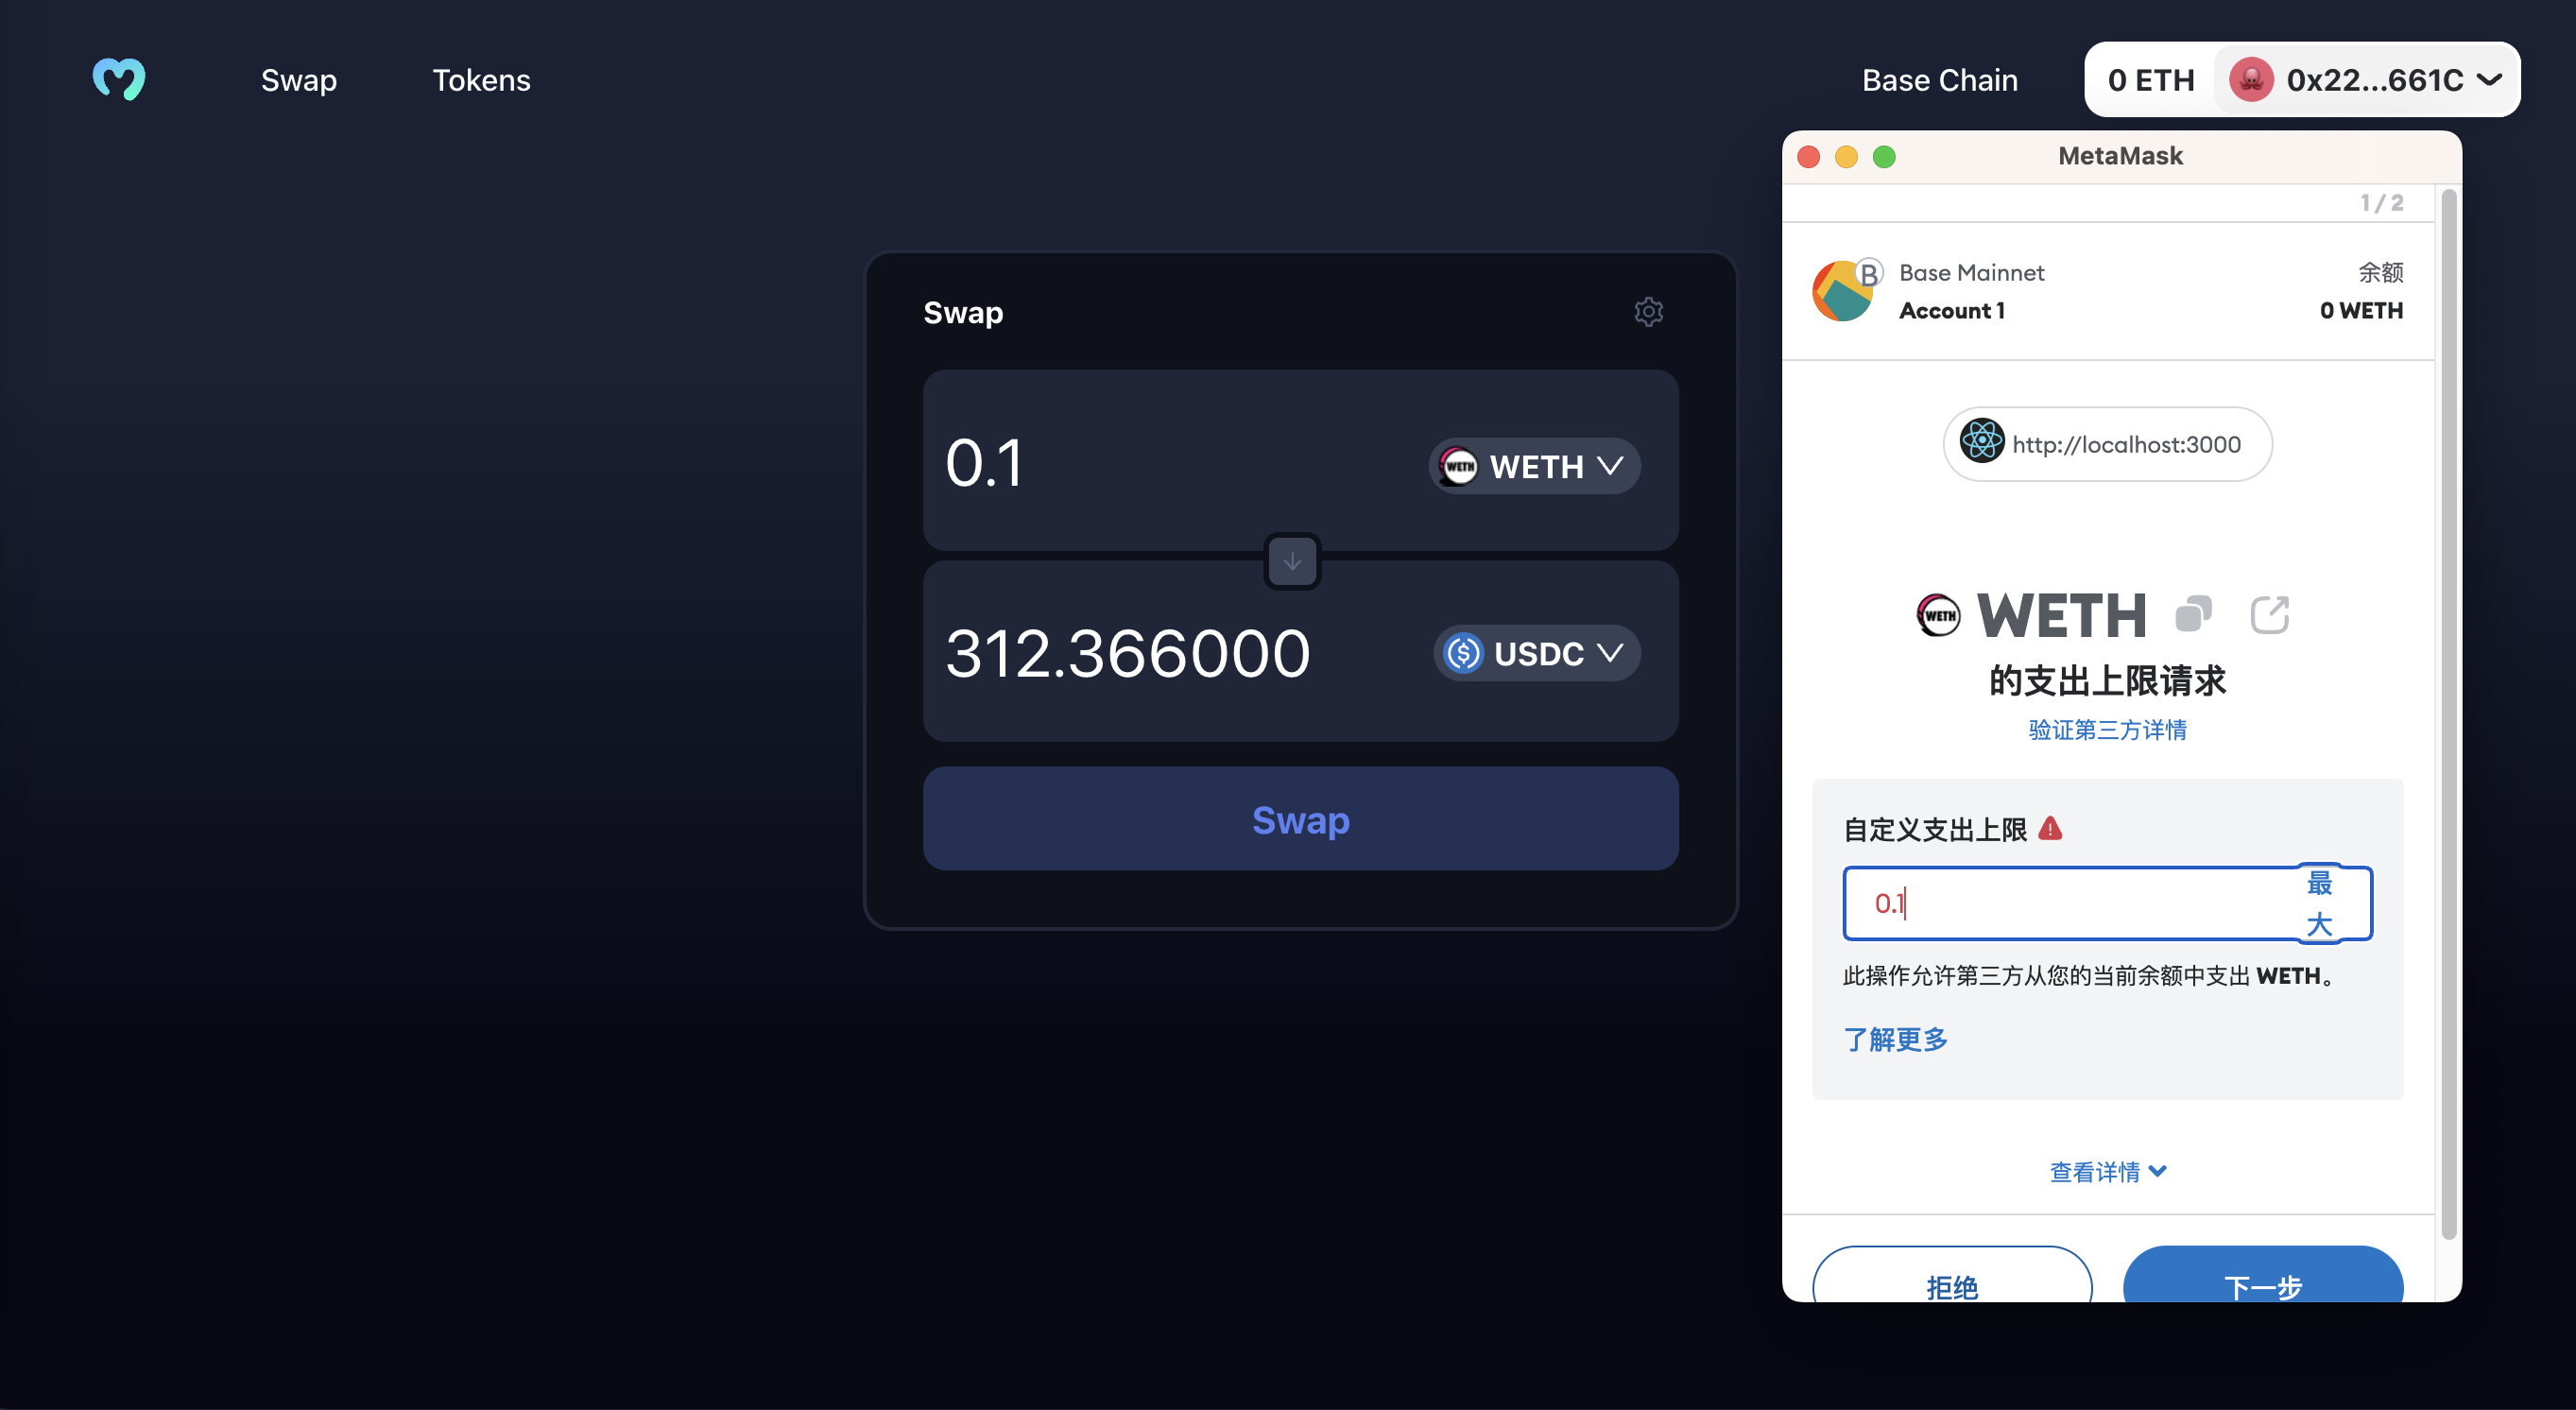 Swap
Tokens
Base Chain
0 ETH
0x22...661C
Swap
0.1
WETH
WETH
312.366000
USDC
Swap
MetaMask
1 / 2
B
Base Mainnet
余额
Account 1
0 WETH
http://localhost:3000
WETH
WETH
的支出上限请求
验证第三方详情
自定义支出上限
0.1
最
大
此操作允许第三方从您的当前余额中支出 WETH。
了解更多
查看详情
拒绝
下一步